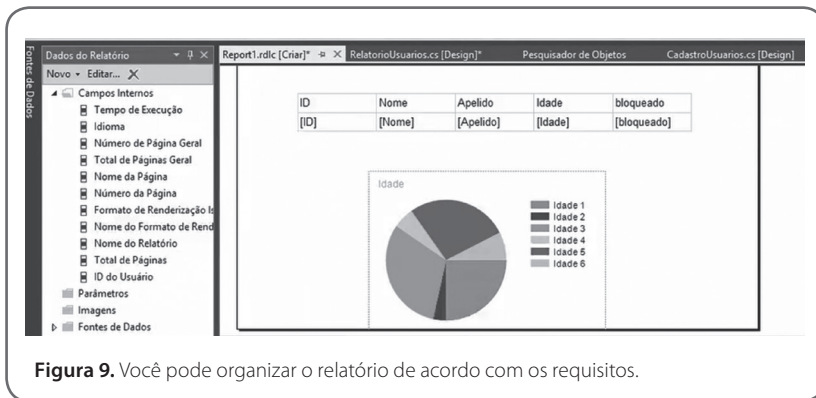 Fontes de Dados
Dados do Relatório
Novo Editar...
Campos Internos
Tempo de Execução
Idioma
Número de Página Geral
Total de Páginas Geral
Nome da Página
Número da Página
Formato de Renderização Is
Nome do Formato de Rend
Nome do Relatório
Total de Páginas
ID do Usuário
Parâmetros
Imagens
Fontes de Dados
Report1.rdlc [Criar]* RelatorioUsuarios.cs [Design]* Pesquisador de Objetos CadastroUsuarios.cs [Design]
ID Nome Apelido Idade bloqueado
[ID] [Nome] [Apelido] [Idade] [bloqueado]
Idade
Idade 1
Idade 2
Idade 3
Idade 4
Idade 5
Idade 6
Figura 9. Você pode organizar o relatório de acordo com os requisitos.